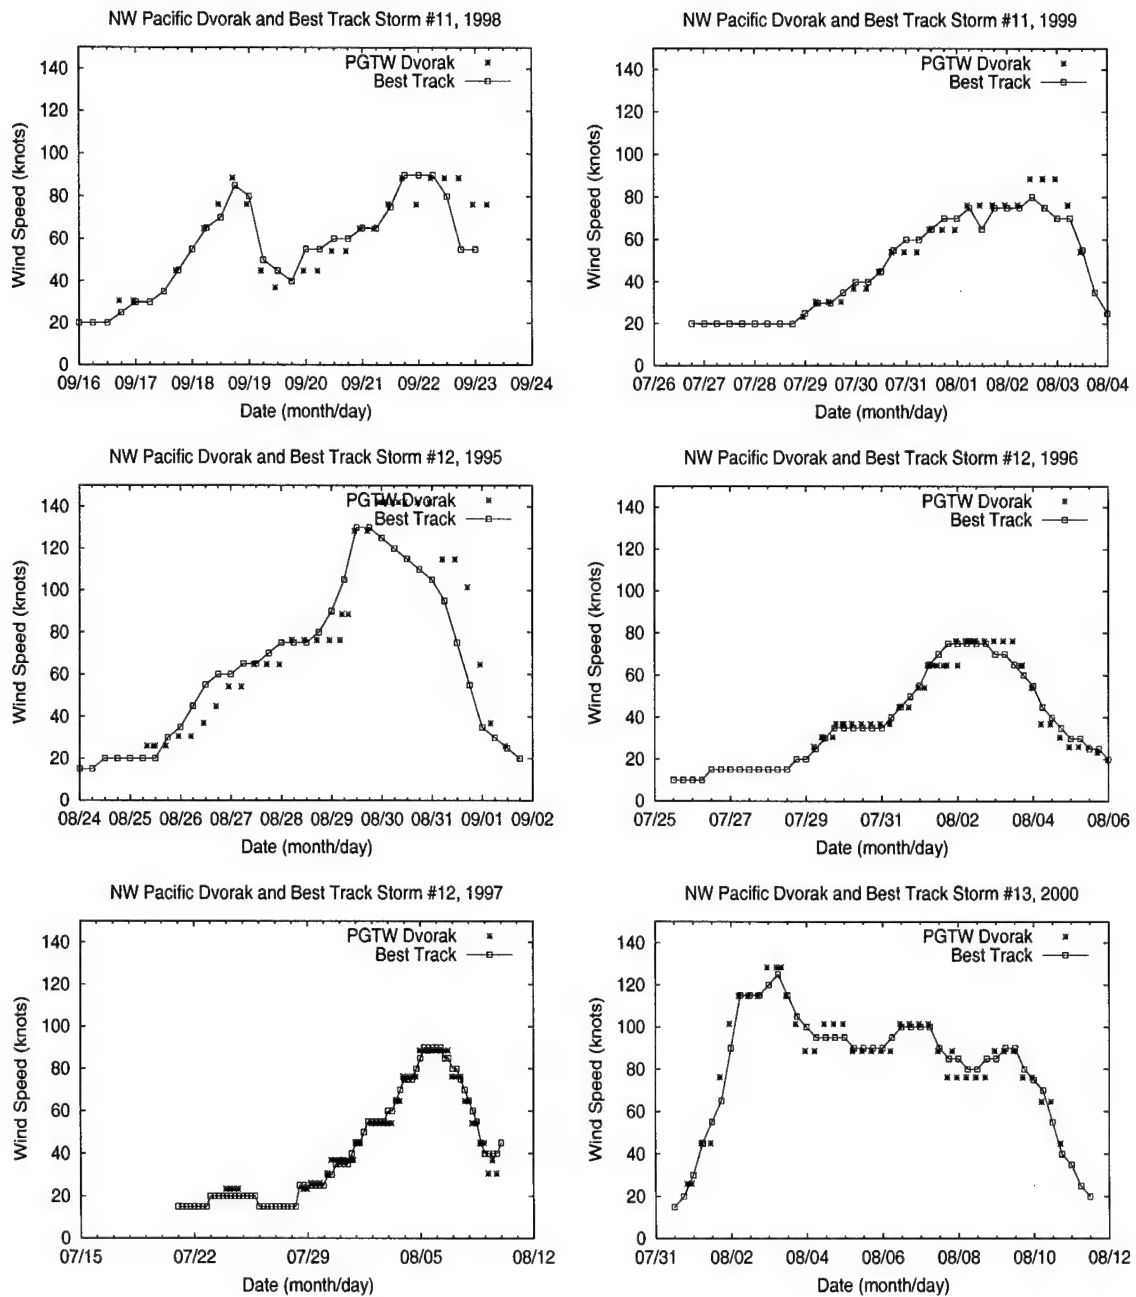 NW Pacific Dvorak and Best Track Storm #11, 1998
PGTW Dvorak
Best Track
Wind Speed (knots)
140
120
100
80
60
40
20
0
09/16 09/17 09/18 09/19 09/20 09/21 09/22 09/23 09/24
Date (month/day)
NW Pacific Dvorak and Best Track Storm #11, 1999
PGTW Dvorak
Best Track
Wind Speed (knots)
140
120
100
80
60
40
20
0
07/26 07/27 07/28 07/29 07/30 07/31 08/01 08/02 08/03 08/04
Date (month/day)
NW Pacific Dvorak and Best Track Storm #12, 1995
PGTW Dvorak
Best Track
Wind Speed (knots)
140
120
100
80
60
40
20
0
08/24 08/25 08/26 08/27 08/28 08/29 08/30 08/31 09/01 09/02
Date (month/day)
NW Pacific Dvorak and Best Track Storm #12, 1996
PGTW Dvorak
Best Track
Wind Speed (knots)
140
120
100
80
60
40
20
0
07/25 07/27 07/29 07/31 08/02 08/04 08/06
Date (month/day)
NW Pacific Dvorak and Best Track Storm #12, 1997
PGTW Dvorak
Best Track
Wind Speed (knots)
140
120
100
80
60
40
20
0
07/15 07/22 07/29 08/05 08/12
Date (month/day)
NW Pacific Dvorak and Best Track Storm #13, 2000
PGTW Dvorak
Best Track
Wind Speed (knots)
140
120
100
80
60
40
20
0
07/31 08/02 08/04 08/06 08/08 08/10 08/12
Date (month/day)